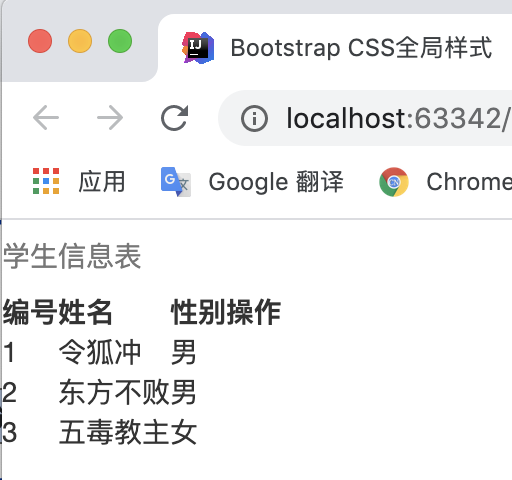 Bootstrap CSS全局样式
localhost:63342/
应用 Google 翻译 Chrome
学生信息表
编号姓名 性别操作
1 令狐冲 男
2 东方不败男
3 五毒教主女